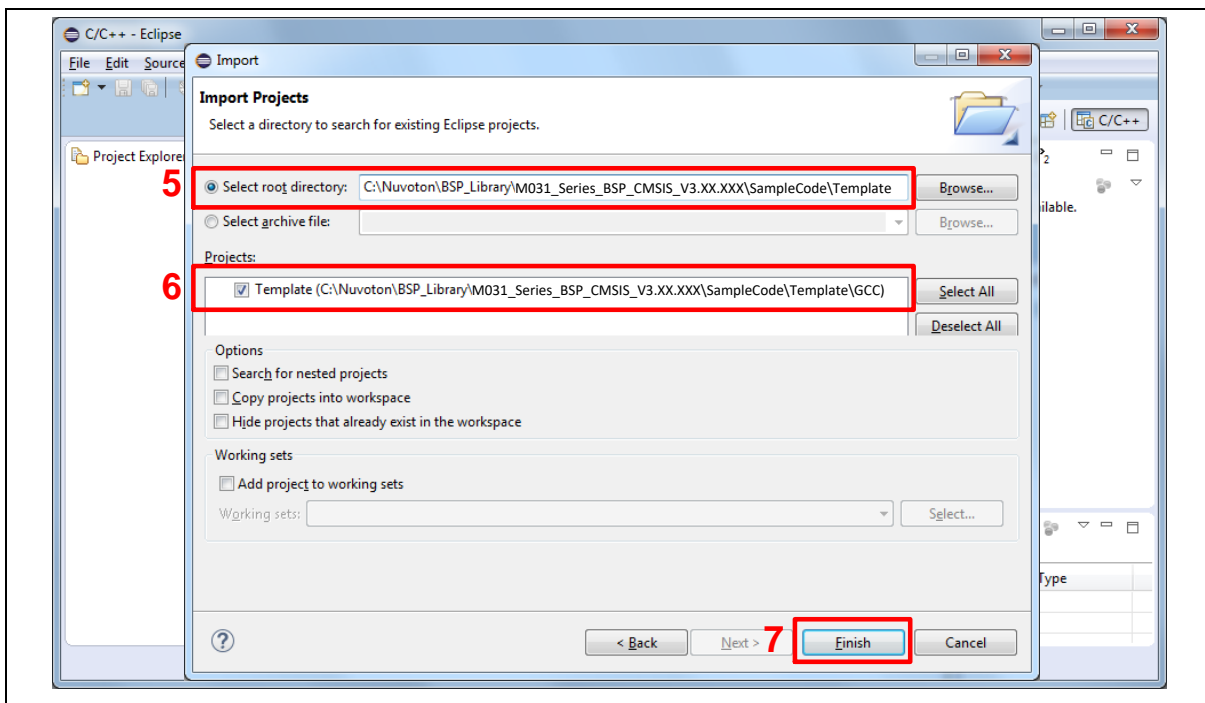 C/C++ - Eclipse
File Edit Source
Import
Import Projects
Select a directory to search for existing Eclipse projects.
C/C++
Project Explorer
2
5 Select root directory: C:\Nuvoton\BSP_Library\M031_Series_BSP_CMSIS_V3.XX.XXX\SampleCode\Template Browse...
ilable.
Select archive file: Browse...
Projects:
6 Template (C:\Nuvoton\BSP_Library\M031_Series_BSP_CMSIS_V3.XX.XXX\SampleCode\Template\GCC) Select All
Deselect All
Options
Search for nested projects
Copy projects into workspace
Hide projects that already exist in the workspace
Working sets
Add project to working sets
Working sets: Select...
Type
? < Back Next > 7 Finish Cancel